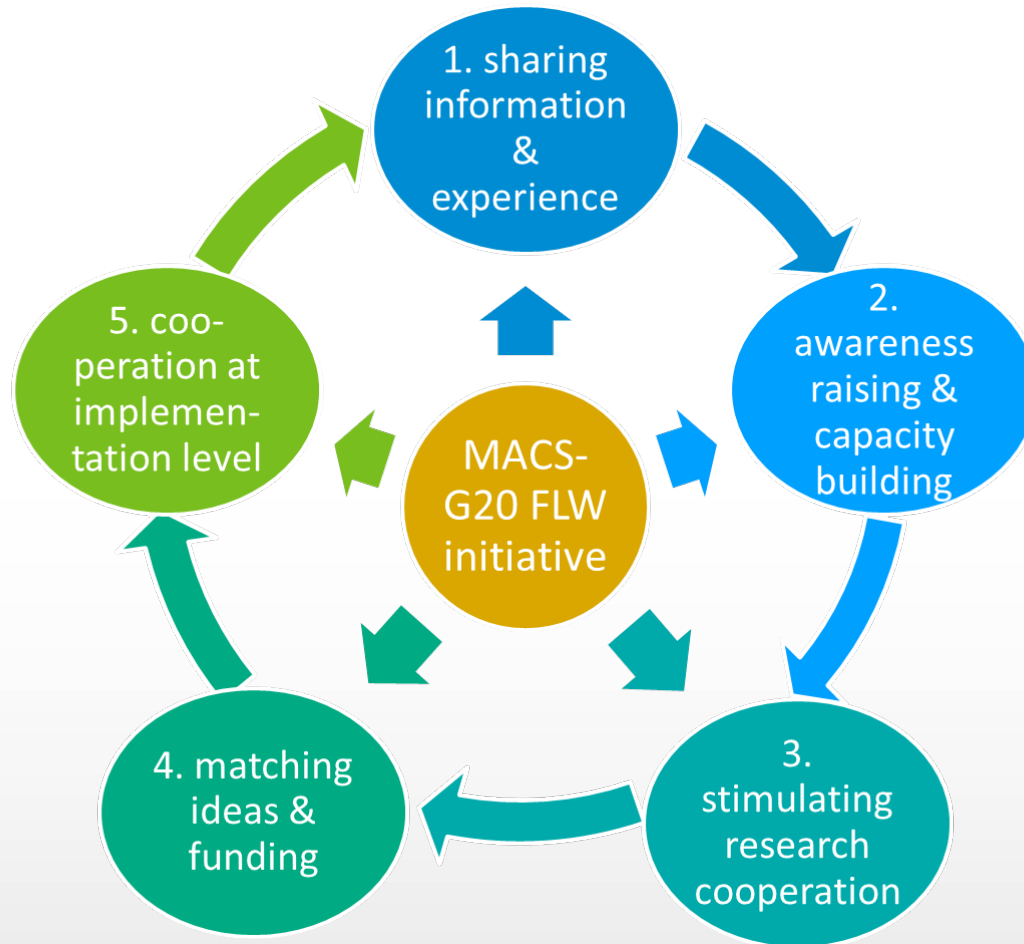 1. sharing
information
&
experience
2.
awareness
raising &
capacity
building
3.
stimulating
research
cooperation
4. matching
ideas &
funding
5. coo-
peration at
implemen-
tation level
MACS-
G20 FLW
initiative